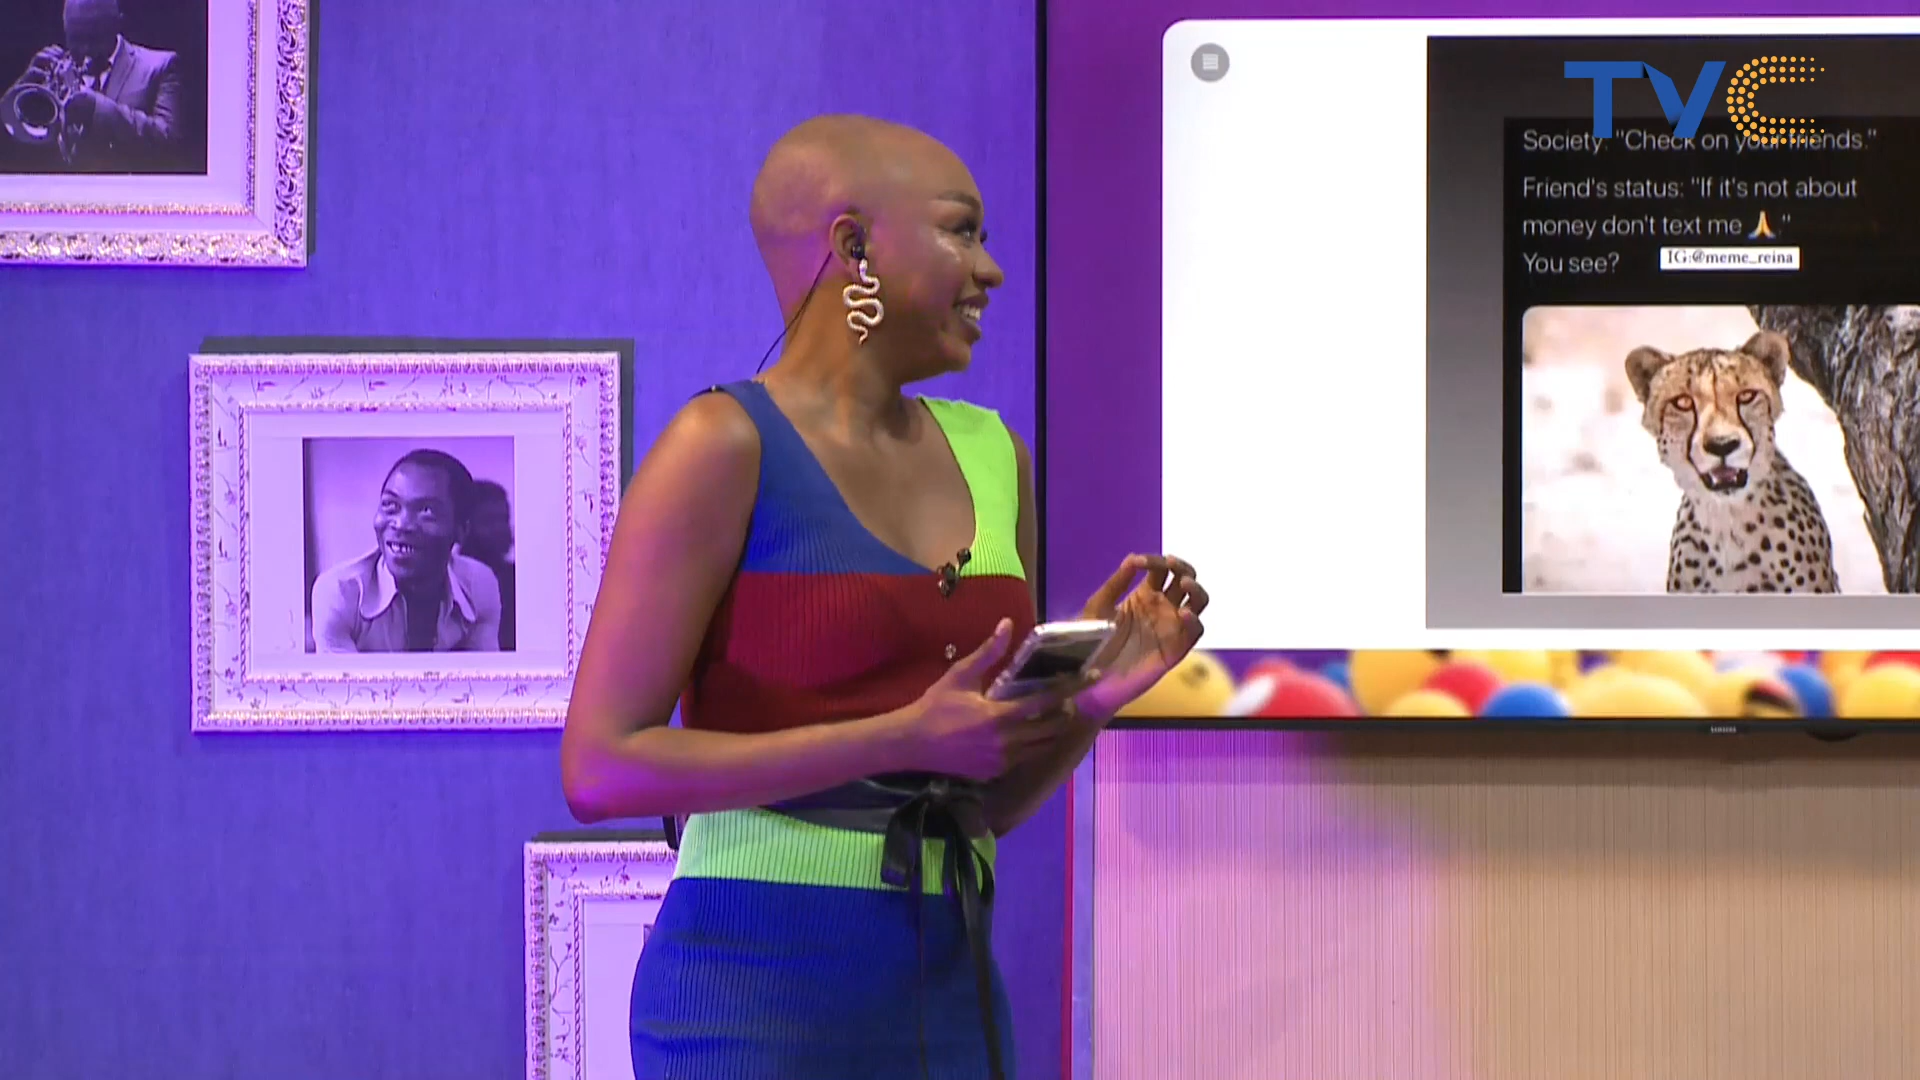 TVC
Society: "Check on your friends."
Friend's status: "If it's not about
money don't text me 🙏."
You see?
IG:@meme_reina
SAMSUNG